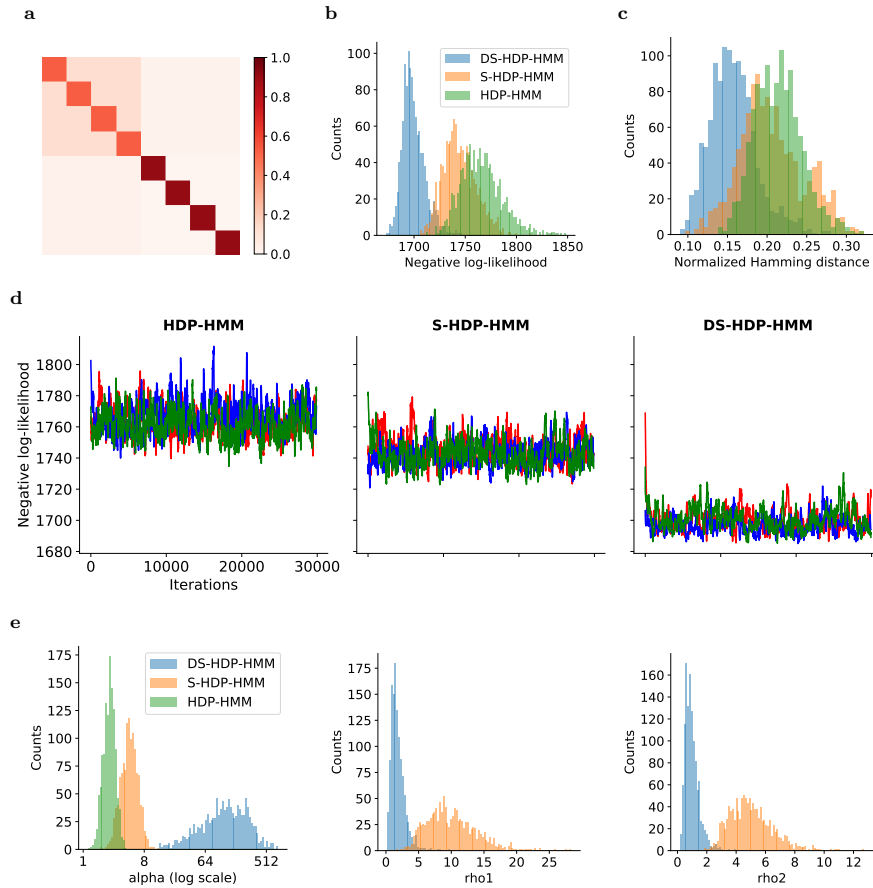 a
1.0
0.8
0.6
0.4
0.2
0.0
b
DS-HDP-HMM
S-HDP-HMM
HDP-HMM
Counts
100
80
60
40
20
0
1700 1750 1800 1850
Negative log-likelihood
c
Counts
100
80
60
40
20
0
0.10 0.15 0.20 0.25 0.30
Normalized Hamming distance
d
HDP-HMM
S-HDP-HMM
DS-HDP-HMM
Negative log-likelihood
1800
1780
1760
1740
1720
1700
1680
0 10000 20000 30000
Iterations
e
DS-HDP-HMM
S-HDP-HMM
HDP-HMM
Counts
175
150
125
100
75
50
25
0
1 8 64 512
alpha (log scale)
Counts
175
150
125
100
75
50
25
0
0 5 10 15 20 25
rho1
Counts
160
140
120
100
80
60
40
20
0
0 2 4 6 8 10 12
rho2